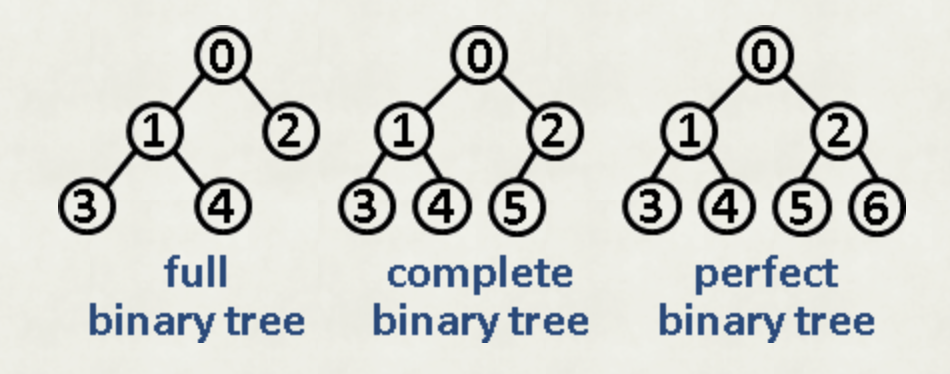 0 0 0
1 2 1 2 1 2
3 4 3 4 5 3 4 5 6
full complete perfect
binary tree binary tree binary tree